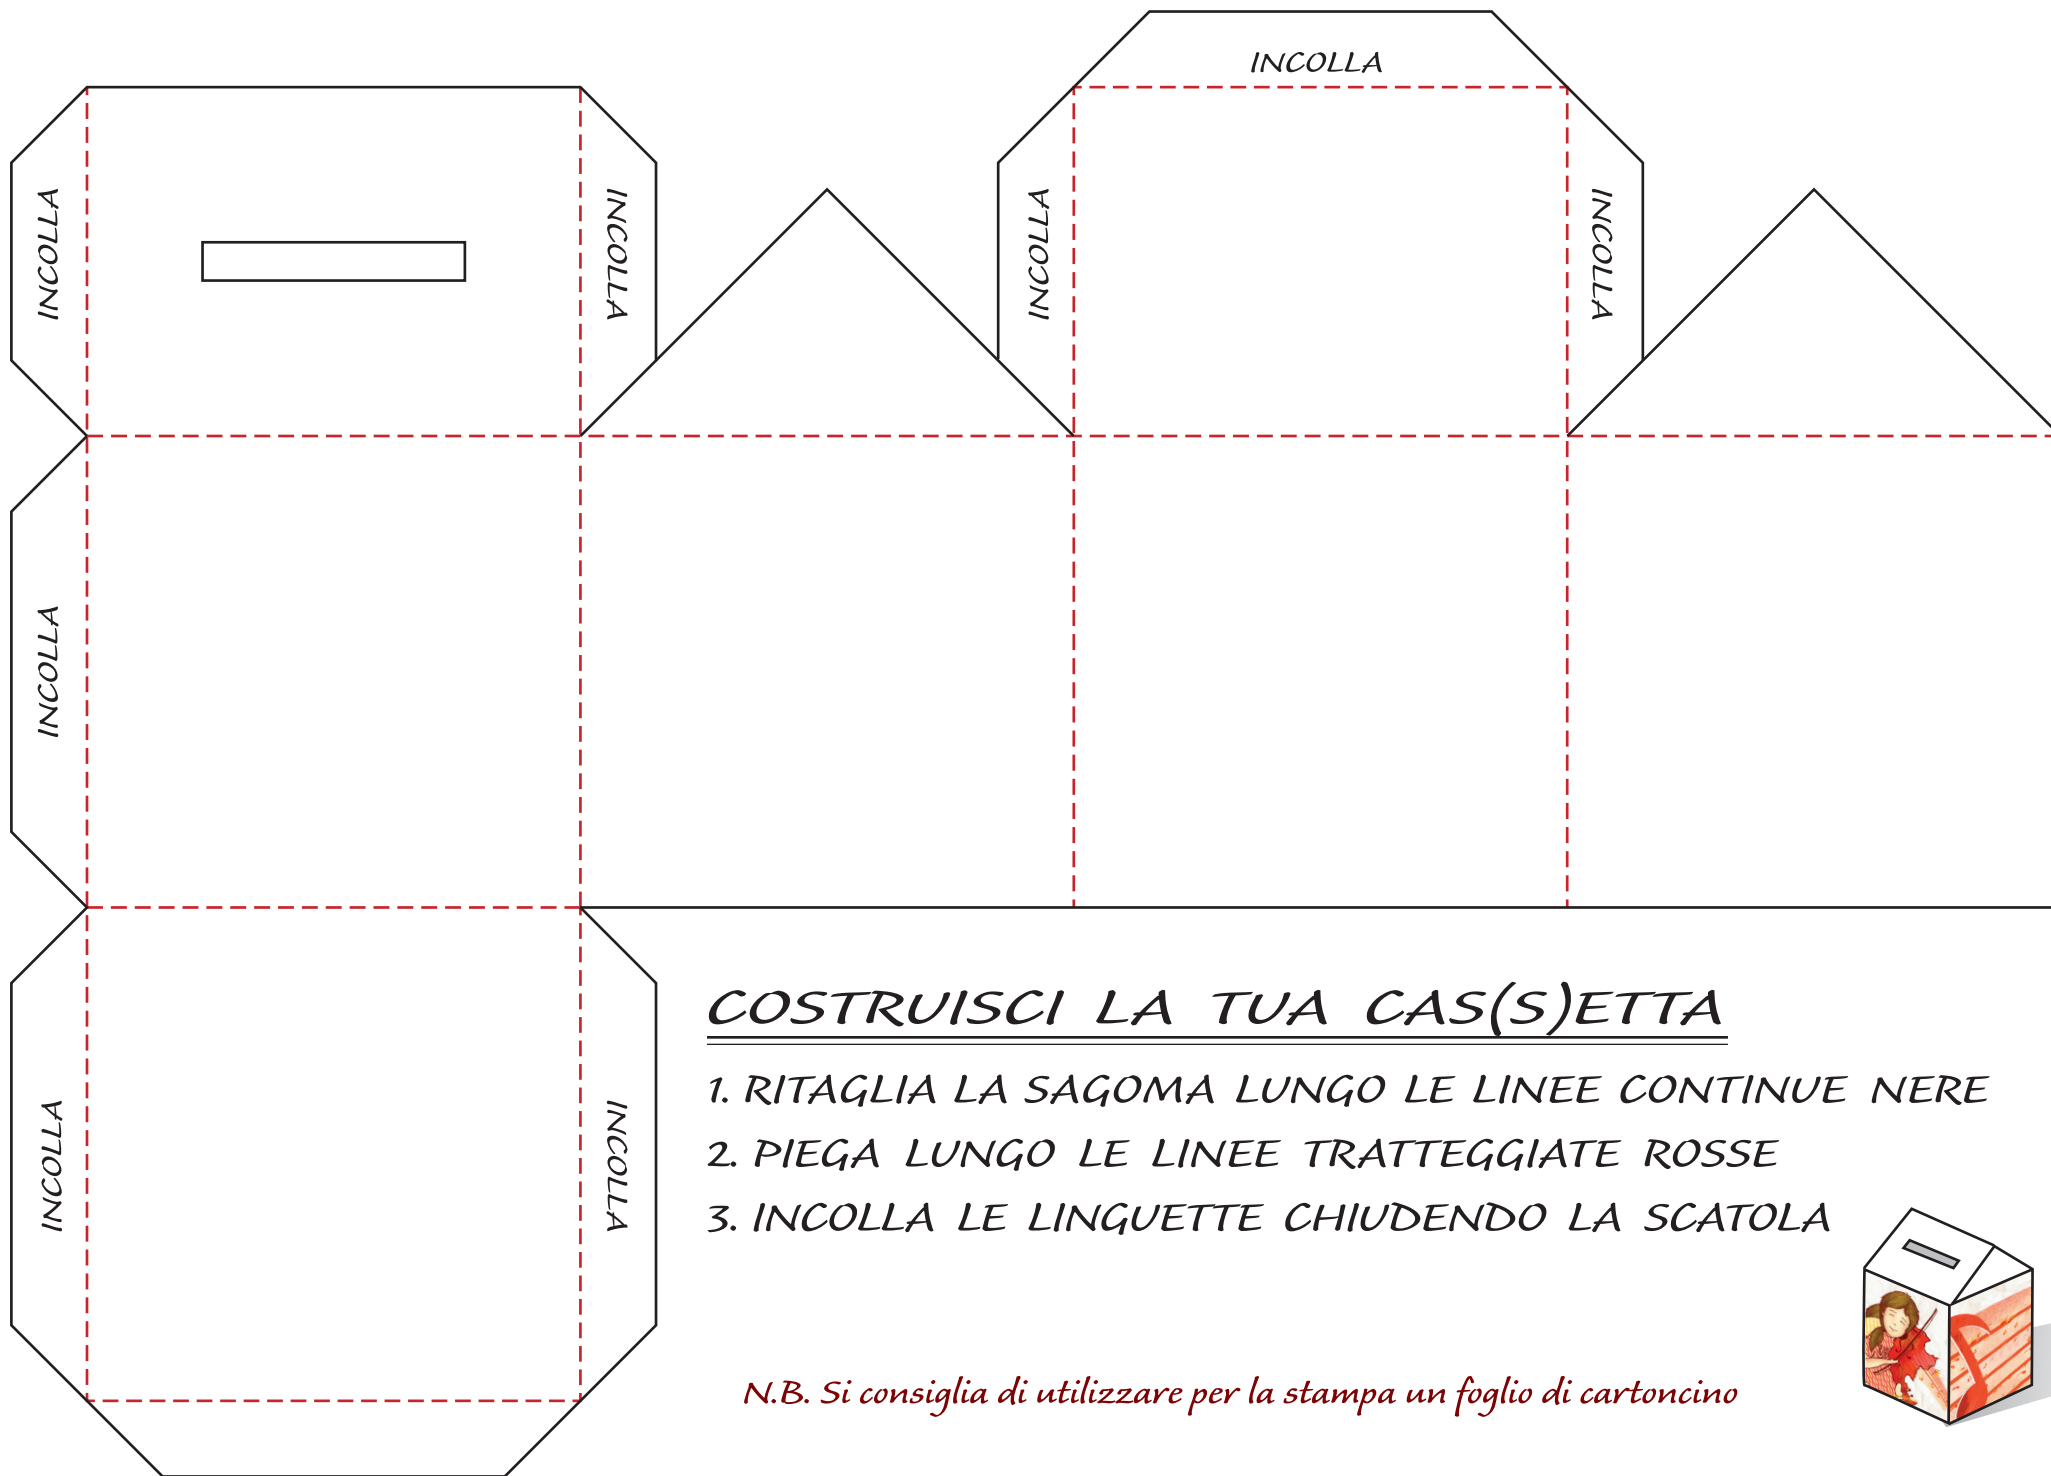 INCOLLA
INCOLLA
INCOLLA
INCOLLA
INCOLLA
INCOLLA
COSTRUISCI LA TUA CAS(S)ETTA
1. RITAGLIA LA SAGOMA LUNGO LE LINEE CONTINUE NERE
2. PIEGA LUNGO LE LINEE TRATTEGGIATE ROSSE
3. INCOLLA LE LINGUETTE CHIUDENDO LA SCATOLA
INCOLLA
INCOLLA
N.B. Si consiglia di utilizzare per la stampa un foglio di cartoncino